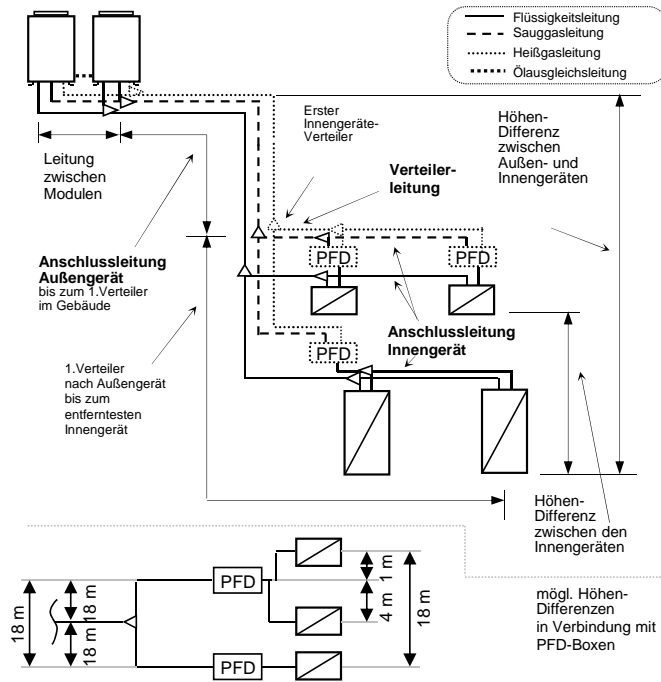 Flüssigkeitsleitung
Sauggasleitung
Heißgasleitung
Ölausgleichsleitung
Erster
Innengeräte-
Verteiler
Höhen-
Differenz
zwischen
Außen- und
Innengeräten
Leitung
zwischen
Modulen
Verteiler-
leitung
Anschlussleitung
Außengerät
bis zum 1.Verteiler
im Gebäude
PFD
PFD
Anschlussleitung
Innengerät
PFD
1.Verteiler
nach Außengerät
bis zum
entferntesten
Innengerät
Höhen-
Differenz
zwischen den
Innengeräten
18 m
18 m
18 m
PFD
PFD
1 m
4 m
18 m
mögl. Höhen-
Differenzen
in Verbindung mit
PFD-Boxen